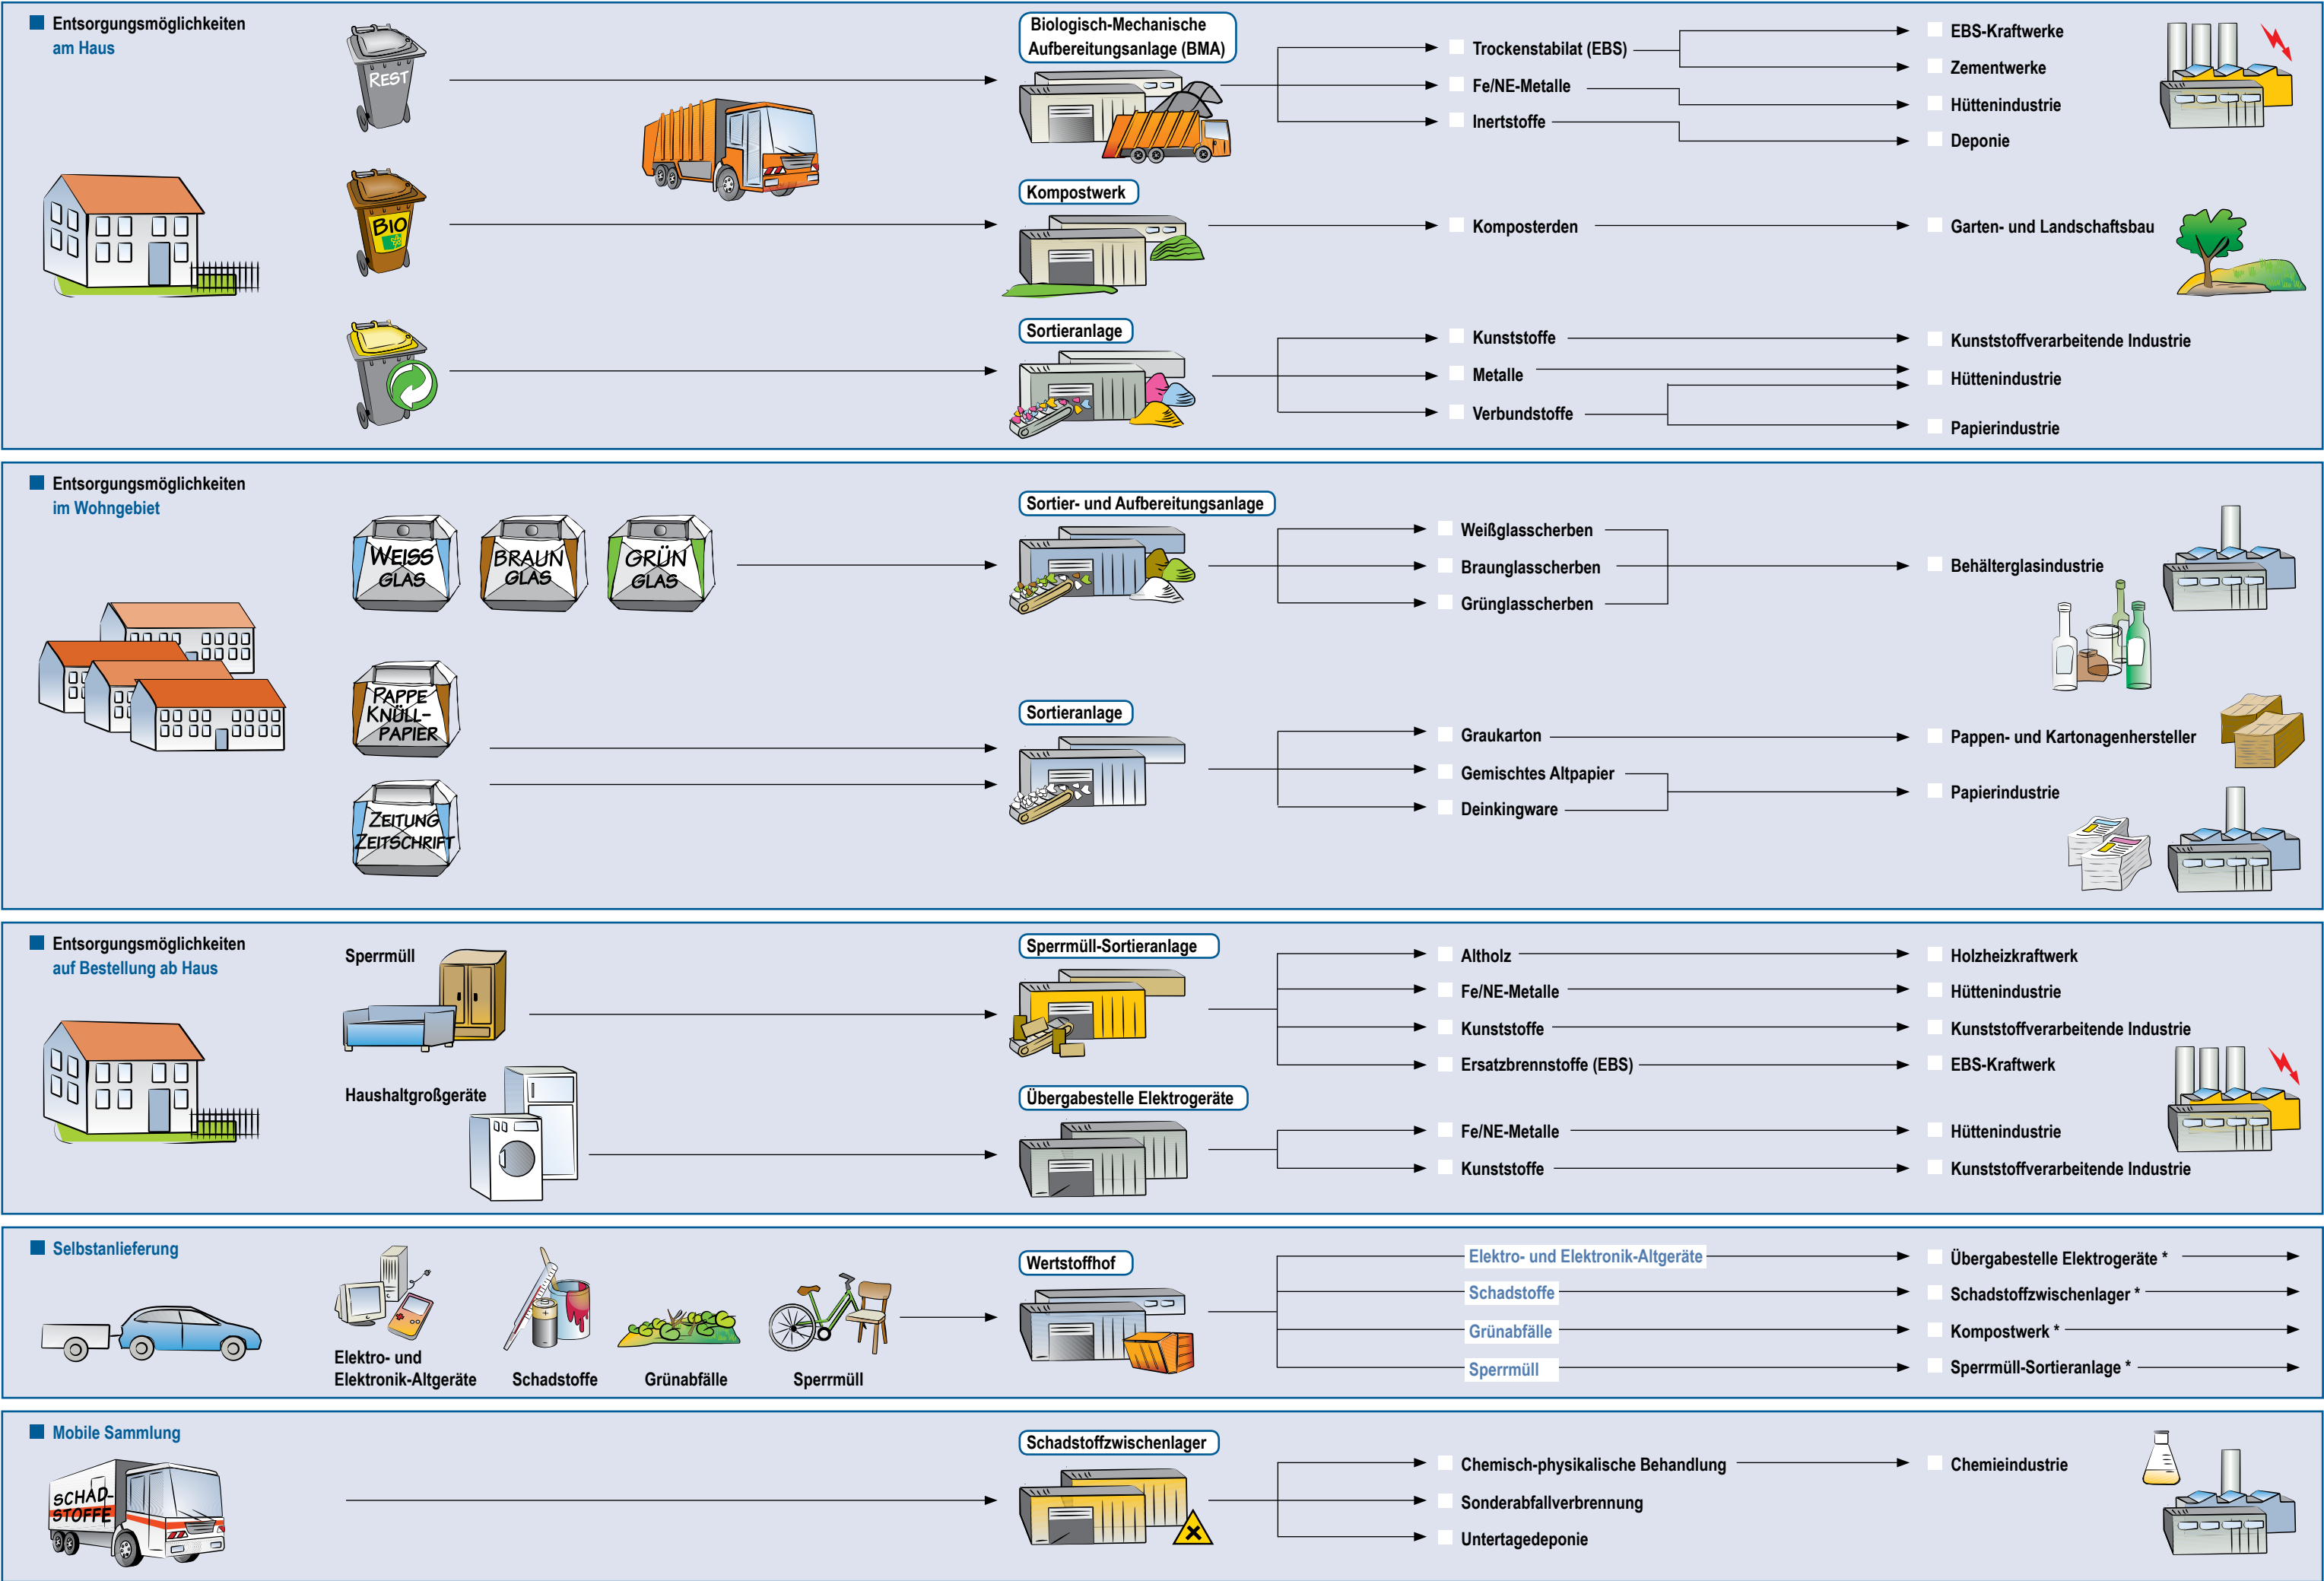 Entsorgungsmöglichkeiten
am Haus
REST
BIO
Biologisch-Mechanische
Aufbereitungsanlage (BMA)
Trockenstabilat (EBS)
Fe/NE-Metalle
Inertstoffe
EBS-Kraftwerke
Zementwerke
Hüttenindustrie
Deponie
Kompostwerk
Komposterden
Garten- und Landschaftsbau
Sortieranlage
Kunststoffe
Metalle
Verbundstoffe
Kunststoffverarbeitende Industrie
Hüttenindustrie
Papierindustrie
Entsorgungsmöglichkeiten
im Wohngebiet
WEISS
GLAS
BRAUN
GLAS
GRÜN
GLAS
Sortier- und Aufbereitungsanlage
Weißglasscherben
Braunglasscherben
Grünglasscherben
Behälterglasindustrie
PAPPE
KNÜLL-
PAPIER
ZEITUNG
ZEITSCHRIFT
Sortieranlage
Graukarton
Gemischtes Altpapier
Deinkingware
Pappen- und Kartonagenhersteller
Papierindustrie
Entsorgungsmöglichkeiten
auf Bestellung ab Haus
Sperrmüll
Haushaltgroßgeräte
Sperrmüll-Sortieranlage
Altholz
Fe/NE-Metalle
Kunststoffe
Ersatzbrennstoffe (EBS)
Holzheizkraftwerk
Hüttenindustrie
Kunststoffverarbeitende Industrie
EBS-Kraftwerk
Übergabestelle Elektrogeräte
Fe/NE-Metalle
Kunststoffe
Hüttenindustrie
Kunststoffverarbeitende Industrie
Selbstanlieferung
Elektro- und
Elektronik-Altgeräte
Schadstoffe
Grünabfälle
Sperrmüll
Wertstoffhof
Elektro- und Elektronik-Altgeräte
Schadstoffe
Grünabfälle
Sperrmüll
Übergabestelle Elektrogeräte *
Schadstoffzwischenlager *
Kompostwerk *
Sperrmüll-Sortieranlage *
Mobile Sammlung
SCHAD-
STOFFE
Schadstoffzwischenlager
Chemisch-physikalische Behandlung
Sonderabfallverbrennung
Untertagedeponie
Chemieindustrie